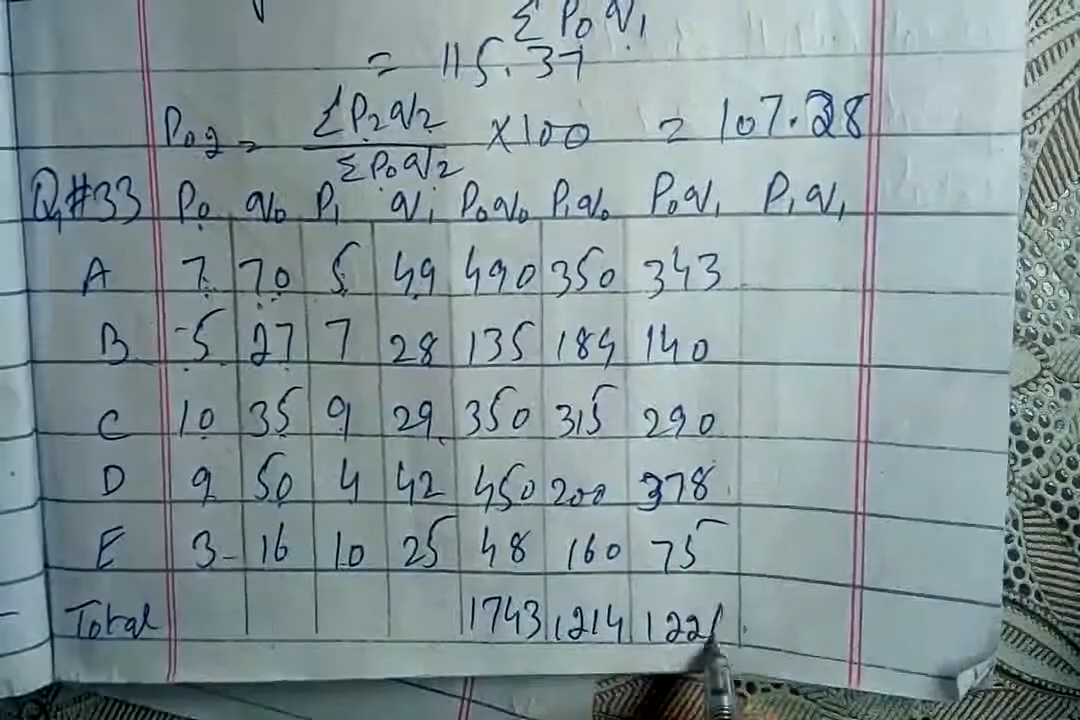 Σ P₀ q₁
= 115.37
P₀₂ = Σ P₂ q₂ / Σ P₀ q₂ × 100 = 107.28
Q#33 P₀ q₀ P₁ q₁ P₀q₀ P₁q₀ P₀q₁ P₁q₁
A 7 70 5 49 490 350 343
B 5 27 7 28 135 189 140
C 10 35 9 29 350 315 290
D 9 50 4 42 450 200 378
E 3 16 10 25 48 160 75
Total 1743 1214 122